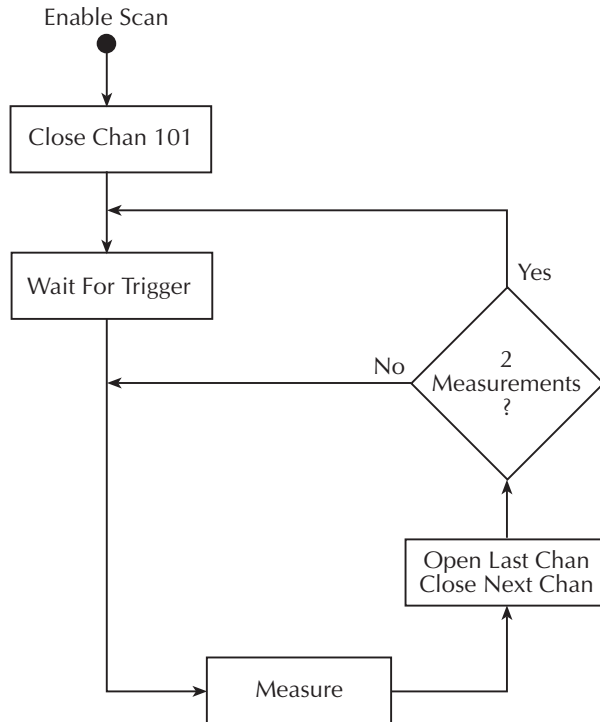 Enable Scan
Close Chan 101
Wait For Trigger
Yes
No
2
Measurements
?
Open Last Chan
Close Next Chan
Measure